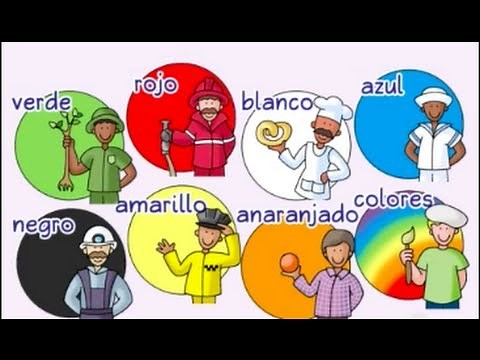 verde
rojo
blanco
azul
negro
amarillo
anaranjado
colores